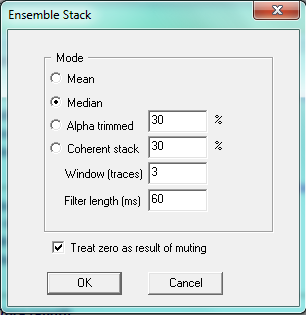 Ensemble Stack
Mode
Mean
Median
Alpha trimmed 30 %
Coherent stack 30 %
Window (traces) 3
Filter length (ms) 60
Treat zero as result of muting
OK Cancel